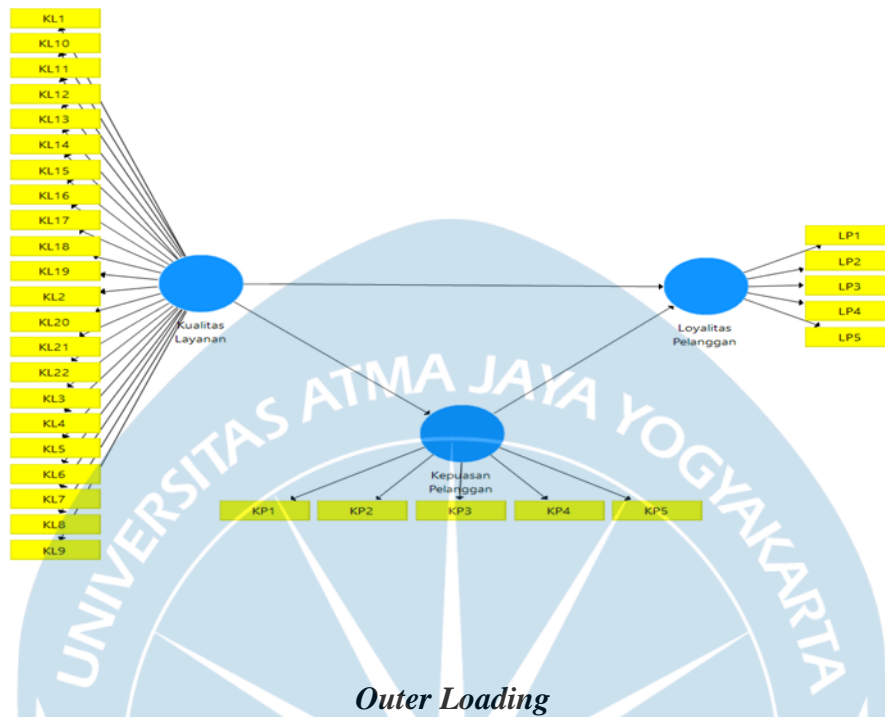 KL1
KL10
KL11
KL12
KL13
KL14
KL15
KL16
KL17
KL18
KL19
KL2
KL20
KL21
KL22
KL3
KL4
KL5
KL6
KL7
KL8
KL9
Kualitas
Layanan
Loyalitas
Pelanggan
LP1
LP2
LP3
LP4
LP5
Kepuasan
Pelanggan
KP1
KP2
KP3
KP4
KP5
UNIVERSITAS ATMA JAYA YOGYAKARTA
Outer Loading